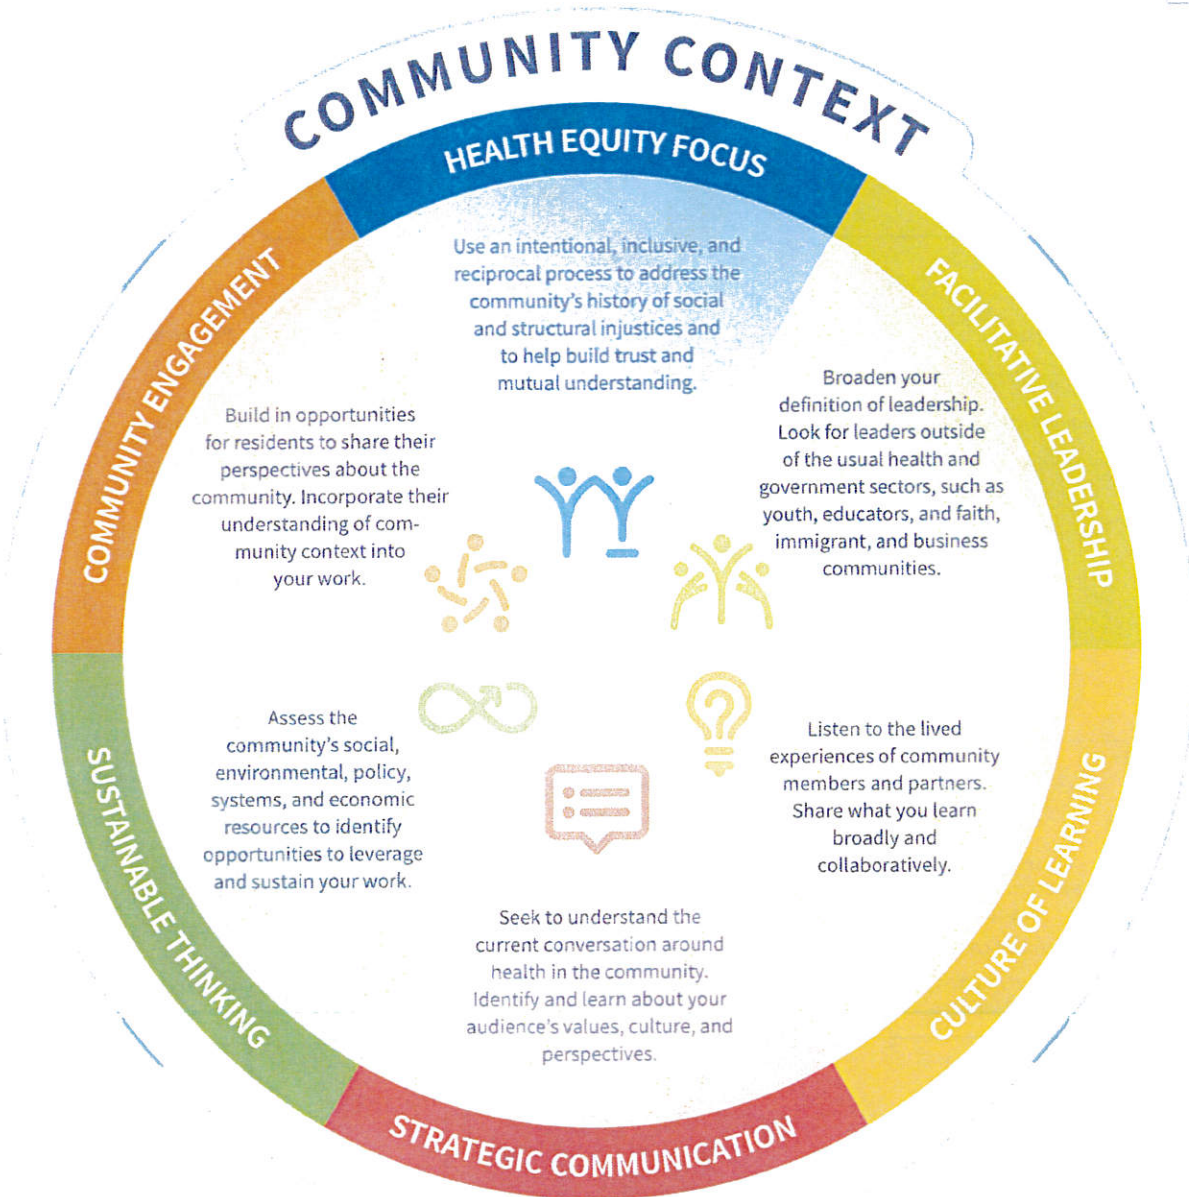 COMMUNITY CONTEXT
HEALTH EQUITY FOCUS
Use an intentional, inclusive, and
reciprocal process to address the
community's history of social
and structural injustices and
to help build trust and
mutual understanding.
FACILITATIVE LEADERSHIP
Broaden your
definition of leadership.
Look for leaders outside
of the usual health and
government sectors, such as
youth, educators, and faith,
immigrant, and business
communities.
CULTURE OF LEARNING
Listen to the lived
experiences of community
members and partners.
Share what you learn
broadly and
collaboratively.
STRATEGIC COMMUNICATION
Seek to understand the
current conversation around
health in the community.
Identify and learn about your
audience's values, culture, and
perspectives.
SUSTAINABLE THINKING
Assess the
community's social,
environmental, policy,
systems, and economic
resources to identify
opportunities to leverage
and sustain your work.
COMMUNITY ENGAGEMENT
Build in opportunities
for residents to share their
perspectives about the
community. Incorporate their
understanding of com-
munity context into
your work.
?